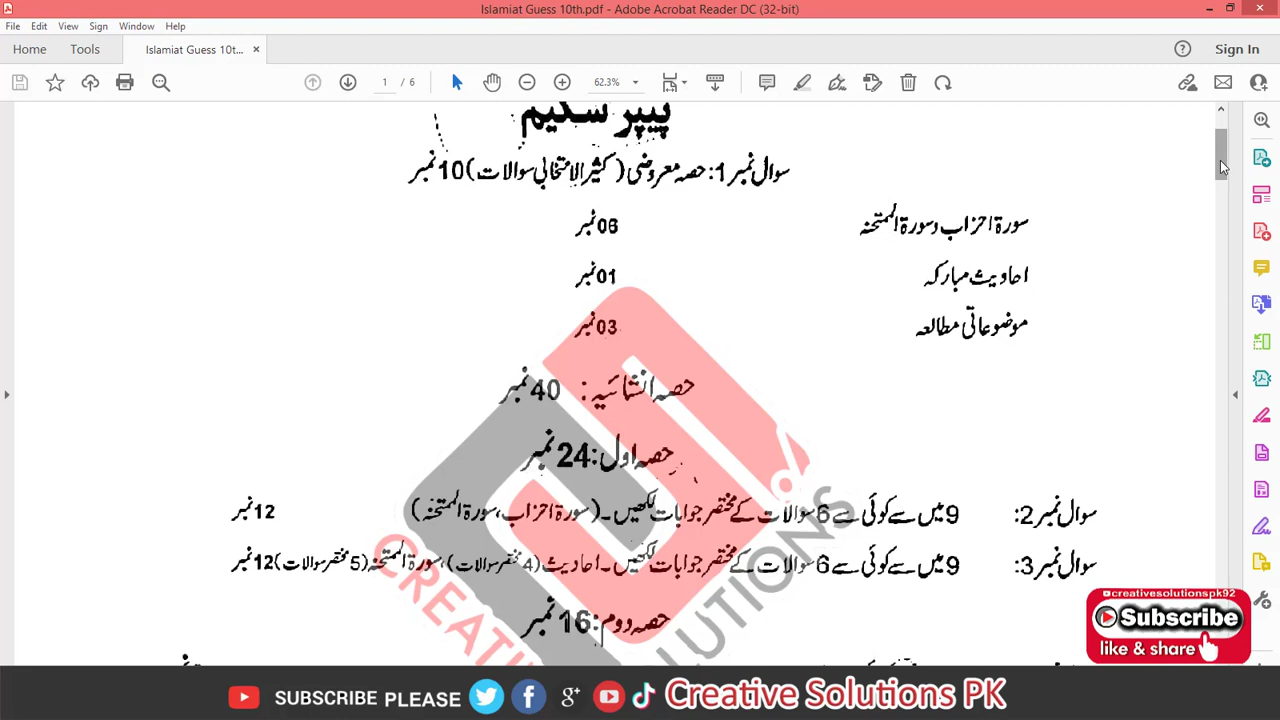 Islamiat Guess 10th.pdf - Adobe Acrobat Reader DC (32-bit)
File Edit View Sign Window Help
Home Tools Islamiat Guess 10t... × Sign In
1 / 6 62.3%
پیپر سکیم
سوال نمبر 1: حصہ معروضی (کثیر الانتخابی سوالات) 10 نمبر
سورۃ احزاب وسورۃ الممتحنہ 06 نمبر
احادیث مبارکہ 01 نمبر
موضوعاتی مطالعہ 03 نمبر
حصہ انشائیہ: 40 نمبر
حصہ اول: 24 نمبر
سوال نمبر 2: 9 میں سے کوئی سے 6 سوالات کے مختصر جوابات لکھیں۔ (سورۃ احزاب، سورۃ الممتحنہ) 12 نمبر
سوال نمبر 3: 9 میں سے کوئی سے 6 سوالات کے مختصر جوابات لکھیں۔ احادیث (4 مختصر سوالات)، سورۃ الممتحنہ (5 مختصر سوالات) 12 نمبر
حصہ دوم: 16 نمبر
CREATIVE SOLUTIONS
@creativesolutionspk92
Subscribe
like & share
SUBSCRIBE PLEASE Creative Solutions PK